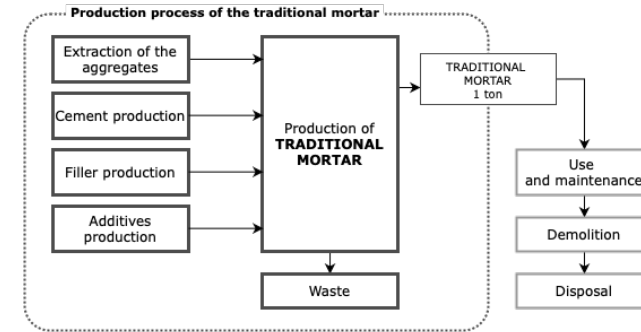 Production process of the traditional mortar
Extraction of the
aggregates
Cement production
Filler production
Additives
production
Production of
TRADITIONAL
MORTAR
Waste
TRADITIONAL
MORTAR
1 ton
Use
and maintenance
Demolition
Disposal